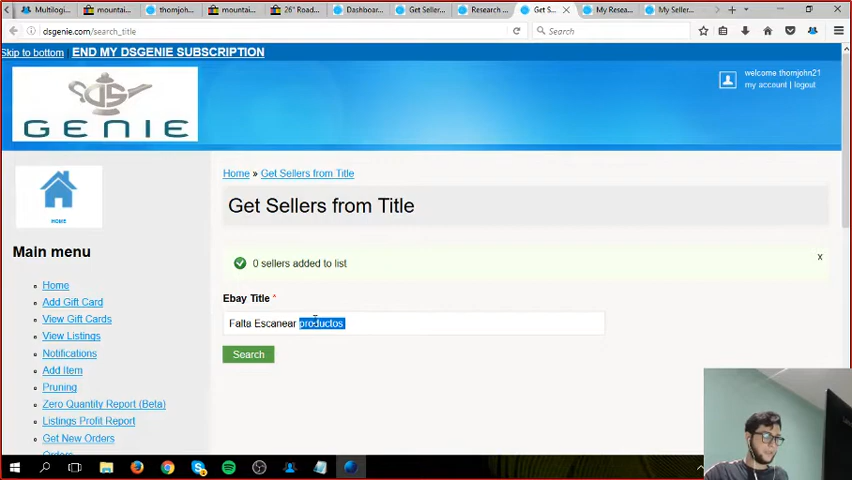 Multilogi...
mountai...
thomjoh...
mountai...
26" Road...
Dashboar...
Get Seller...
Research ...
Get S...
My Resea...
My Seller...
dsgenie.com/search_title
Search
Skip to bottom | END MY DSGENIE SUBSCRIPTION
DS
GENIE
welcome thornjohn21
my account | logout
HOME
Main menu
Home
Add Gift Card
View Gift Cards
View Listings
Notifications
Add Item
Pruning
Zero Quantity Report (Beta)
Listings Profit Report
Get New Orders
Orders
Home » Get Sellers from Title
Get Sellers from Title
0 sellers added to list
x
Ebay Title *
Falta Escanear productos
Search